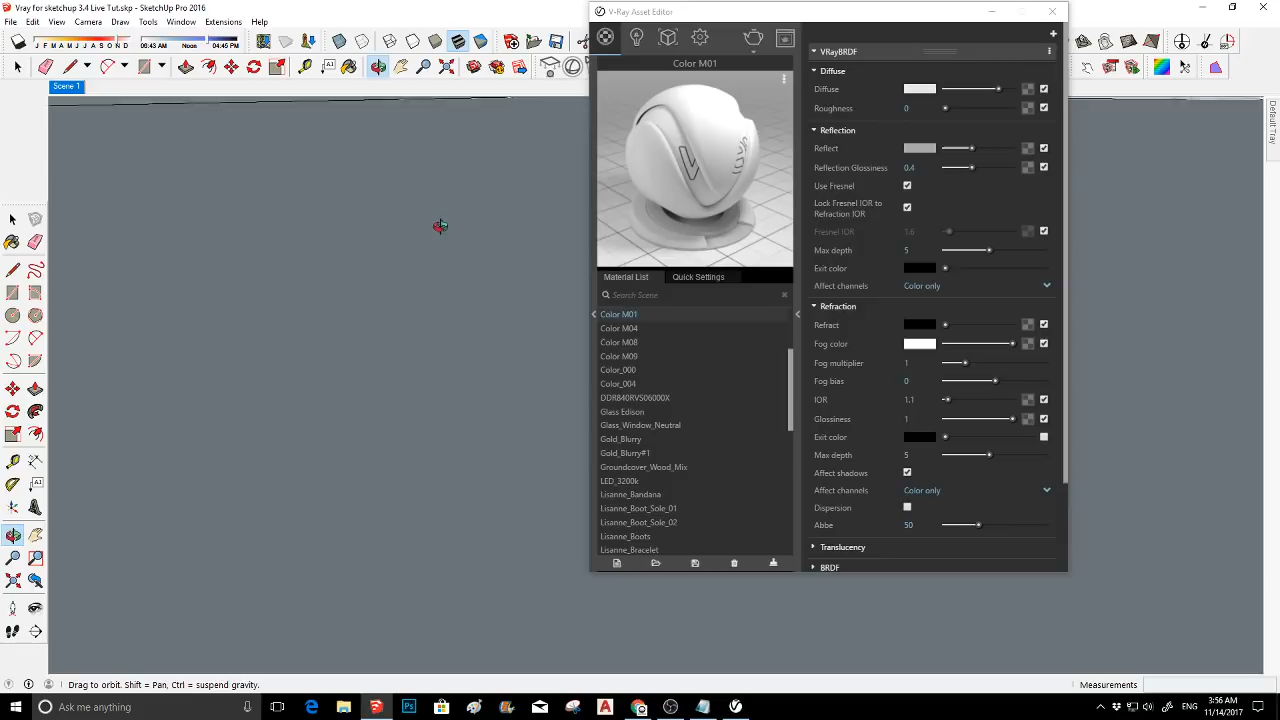 Vray for sketchup 3.4 Live Tut.skp - SketchUp Pro 2016
Window
Extensions
Help
J F M A M J J A S O N D
00:43 AM
Noon
08:00 PM
Scene 1
V-Ray Asset Editor
Color M01
Material List
Quick Settings
Search Scene
Color M01
Color M04
Color M08
Color M09
Color_000
Color_004
DDR840RVS06000X
Glass Edison
Glass_Window_Neutral
Gold_Blurry
Gold_Blurry#1
Groundcover_Wood_Mix
LED_3200k
Lisanne_Bandana
Lisanne_Boot_Sole_01
Lisanne_Boot_Sole_02
Lisanne_Boots
Lisanne_Bracelet
VRayBRDF
Diffuse
Diffuse
Roughness 0
Reflection
Reflect
Reflection Glossiness 0.4
Use Fresnel
Lock Fresnel IOR to
Refraction IOR
Fresnel IOR 1.6
Max depth 5
Exit color
Affect channels Color only
Refraction
Refract
Fog color
Fog multiplier 1
Fog bias 0
IOR 1.1
Glossiness 1
Exit color
Max depth 5
Affect shadows
Affect channels Color only
Dispersion
Abbe 50
Translucency
BRDF
Default Tray
Drag to orbit. Shift = Pan, Ctrl = suspend gravity.
Measurements
Ask me anything
3:56 AM
11/14/2017